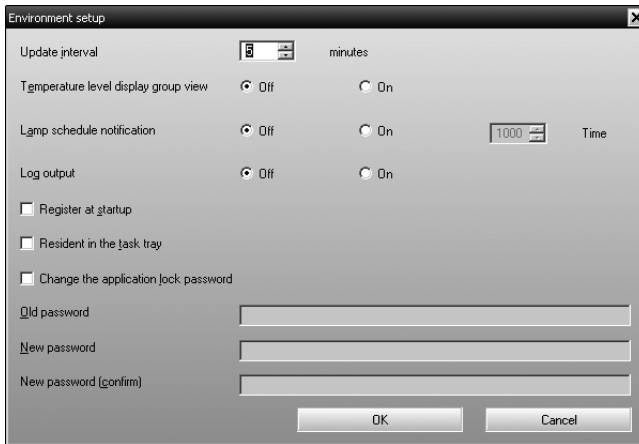 Environment setup
Update interval 5 minutes
Temperature level display group view Off On
Lamp schedule notification Off On 1000 Time
Log output Off On
Register at startup
Resident in the task tray
Change the application lock password
Old password
New password
New password (confirm)
OK Cancel